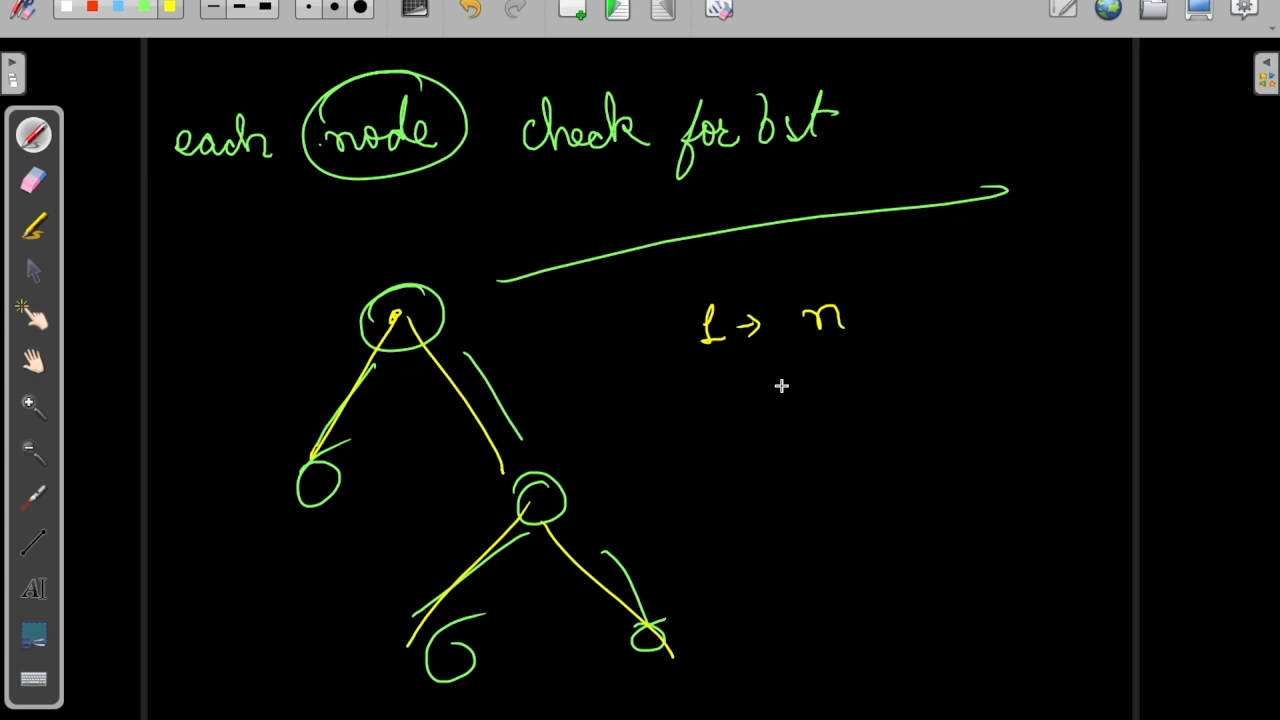 each node check for bst
1 → n